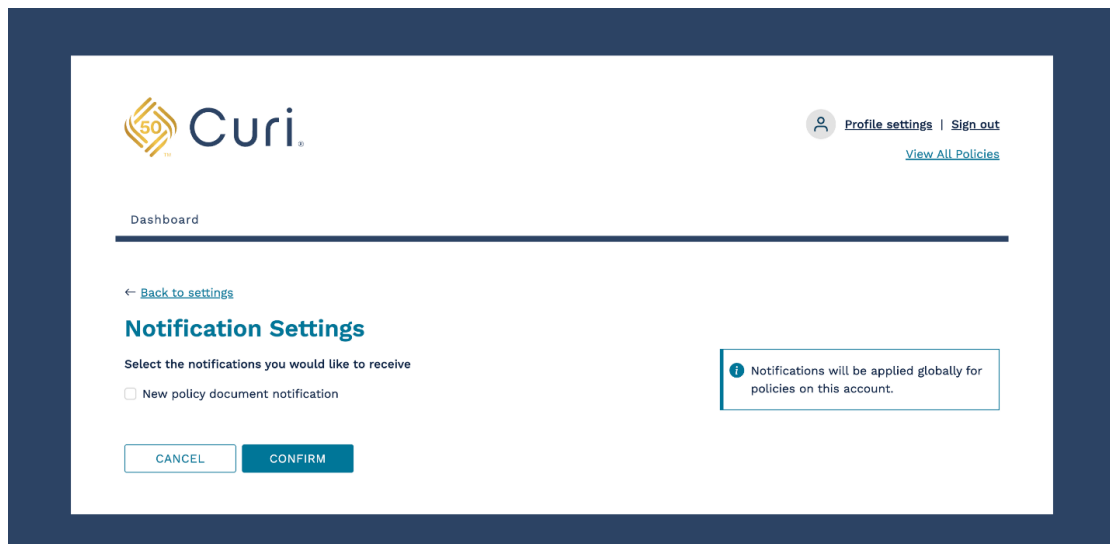 50
TM
Curi®
Profile settings | Sign out
View All Policies
Dashboard
← Back to settings
Notification Settings
Select the notifications you would like to receive
New policy document notification
i Notifications will be applied globally for
policies on this account.
CANCEL CONFIRM